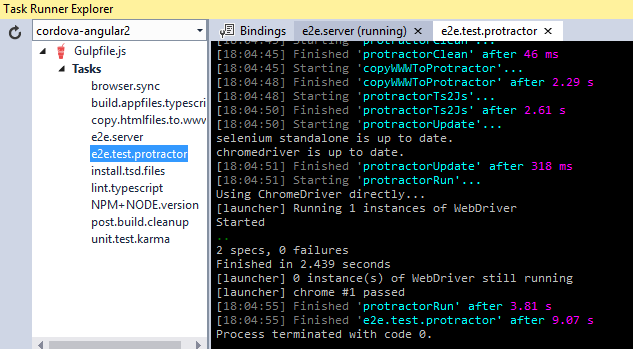 Task Runner Explorer
cordova-angular2
Gulpfile.js
Tasks
browser.sync
build.appfiles.typescri
copy.htmlfiles.to.www
e2e.server
e2e.test.protractor
install.tsd.files
lint.typescript
NPM+NODE.version
post.build.cleanup
unit.test.karma
Bindings
e2e.server (running) ×
e2e.test.protractor ×
[18:04:45] Starting 'protractorClean'...
[18:04:45] Finished 'protractorClean' after 46 ms
[18:04:45] Starting 'copyWWWToProtractor'...
[18:04:48] Finished 'copyWWWToProtractor' after 2.29 s
[18:04:48] Starting 'protractorTs2Js'...
[18:04:50] Finished 'protractorTs2Js' after 2.61 s
[18:04:50] Starting 'protractorUpdate'...
selenium standalone is up to date.
chromedriver is up to date.
[18:04:51] Finished 'protractorUpdate' after 318 ms
[18:04:51] Starting 'protractorRun'...
Using ChromeDriver directly...
[launcher] Running 1 instances of WebDriver
Started
..
2 specs, 0 failures
Finished in 2.439 seconds
[launcher] 0 instance(s) of WebDriver still running
[launcher] chrome #1 passed
[18:04:55] Finished 'protractorRun' after 3.81 s
[18:04:55] Finished 'e2e.test.protractor' after 9.07 s
Process terminated with code 0.